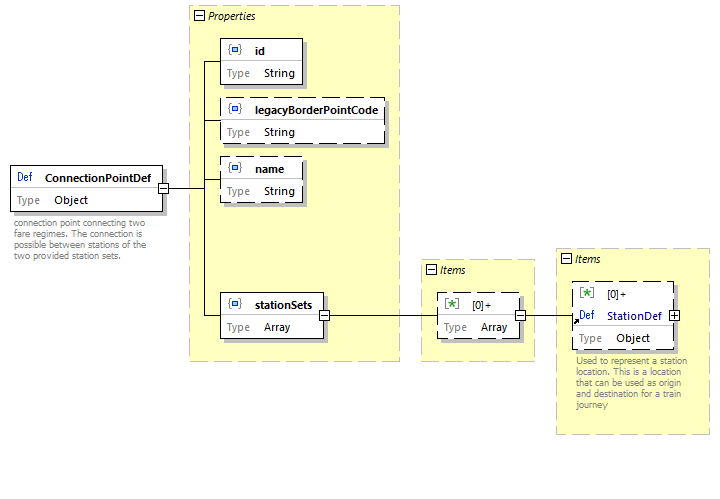 Properties
id
Type String
legacyBorderPointCode
Type String
name
Type String
Def ConnectionPointDef
Type Object
connection point connecting two
fare regimes. The connection is
possible between stations of the
two provided station sets.
stationSets
Type Array
Items
[0]+
Type Array
Items
[0]+
Def StationDef
Type Object
Used to represent a station
location. This is a location
that can be used as origin
and destination for a train
journey